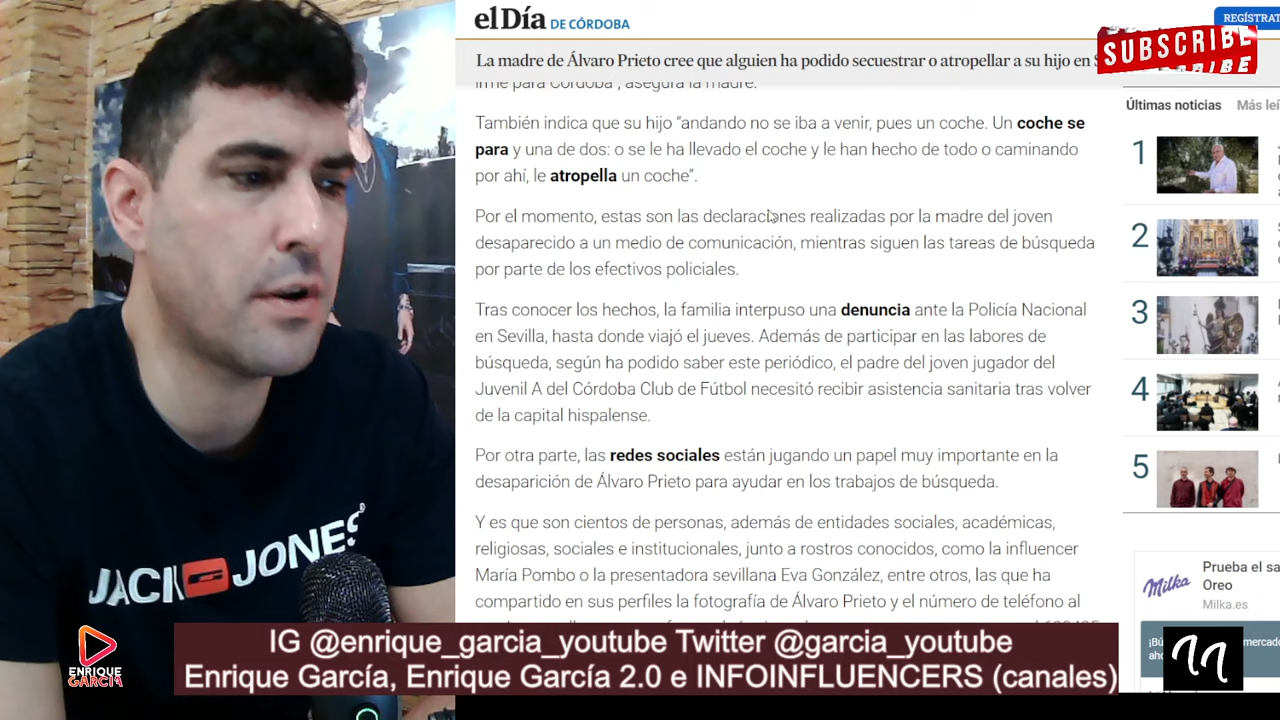 el Día DE CÓRDOBA
REGÍSTRAT
SUBSCRIBE
La madre de Álvaro Prieto cree que alguien ha podido secuestrar o atropellar a su hijo en S
irme para Córdoba", asegura la madre.
También indica que su hijo “andando no se iba a venir, pues un coche. Un coche se
para y una de dos: o se le ha llevado el coche y le han hecho de todo o caminando
por ahí, le atropella un coche”.
Por el momento, estas son las declaraciones realizadas por la madre del joven
desaparecido a un medio de comunicación, mientras siguen las tareas de búsqueda
por parte de los efectivos policiales.
Tras conocer los hechos, la familia interpuso una denuncia ante la Policía Nacional
en Sevilla, hasta donde viajó el jueves. Además de participar en las labores de
búsqueda, según ha podido saber este periódico, el padre del joven jugador del
Juvenil A del Córdoba Club de Fútbol necesitó recibir asistencia sanitaria tras volver
de la capital hispalense.
Por otra parte, las redes sociales están jugando un papel muy importante en la
desaparición de Álvaro Prieto para ayudar en los trabajos de búsqueda.
Y es que son cientos de personas, además de entidades sociales, académicas,
religiosas, sociales e institucionales, junto a rostros conocidos, como la influencer
María Pombo o la presentadora sevillana Eva González, entre otros, las que ha
compartido en sus perfiles la fotografía de Álvaro Prieto y el número de teléfono al
Últimas noticias Más leí
1
2
3
4
5
Milka
Prueba el sa
Oreo
Milka.es
JACK JONES®
ENRIQUE
GARCÍA
IG @enrique_garcia_youtube Twitter @garcia_youtube
Enrique García, Enrique García 2.0 e INFOINFLUENCERS (canales)